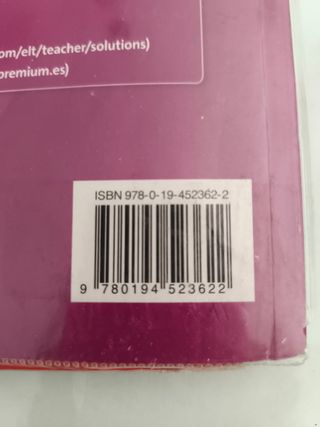 om/elt/teacher/solutions)
premium.es)
ISBN 978-0-19-452362-2
9 780194 523622